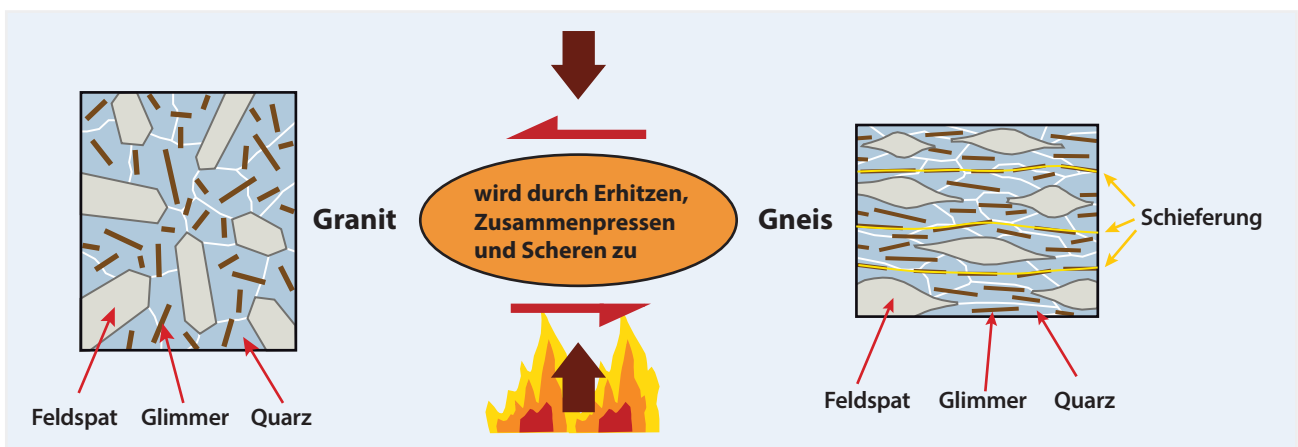 Granit
wird durch Erhitzen,
Zusammenpressen
und Scheren zu
Gneis
Schieferung
Feldspat
Glimmer
Quarz
Feldspat
Glimmer
Quarz